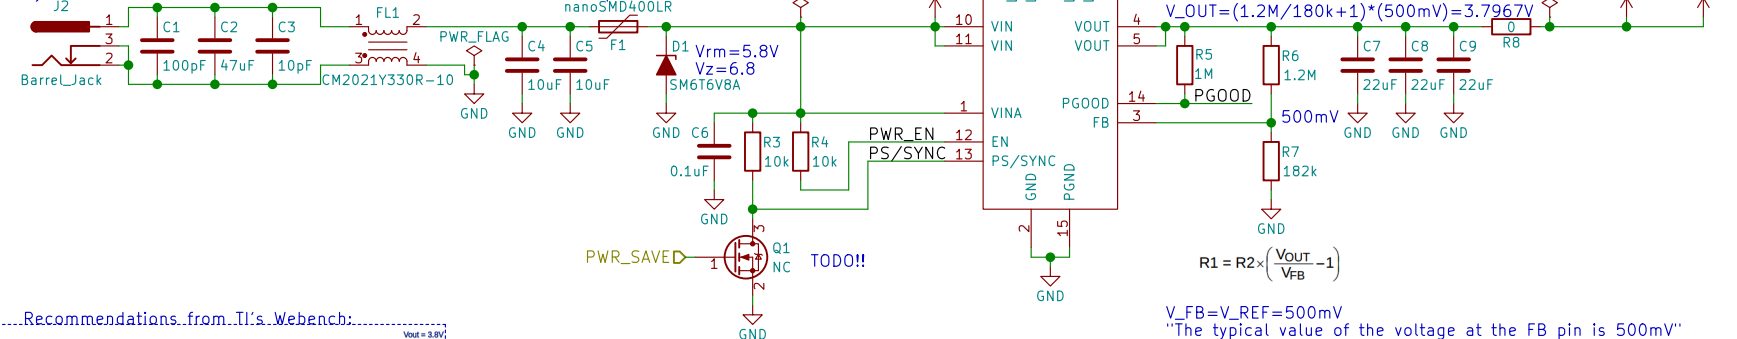 J2
1
3
2
Barrel_Jack
C1
100pF
C2
47uF
C3
10pF
FL1
1
2
3
4
CM2021Y330R-10
PWR_FLAG
GND
C4
10uF
GND
C5
10uF
GND
nanoSMD400LR
F1
D1
Vrm=5.8V
Vz=6.8
SM6T6V8A
GND
C6
0.1uF
GND
R3
10k
R4
10k
PWR_EN
PS/SYNC
10
11
1
12
13
VIN
VIN
VINA
EN
PS/SYNC
GND
PGND
2
15
GND
VOUT
VOUT
PGOOD
FB
4
5
14
3
V_OUT=(1.2M/180k+1)*(500mV)=3.7967V
R5
1M
PGOOD
R6
1.2M
500mV
R7
182k
GND
C7
22uF
GND
C8
22uF
GND
C9
22uF
GND
0
R8
PWR_SAVE
1
3
2
Q1
NC
TODO!!
GND
R1 = R2×(VOUT/VFB −1)
V_FB=V_REF=500mV
"The typical value of the voltage at the FB pin is 500mV"
Recommendations from TI's Webench:
Vout = 3.8V